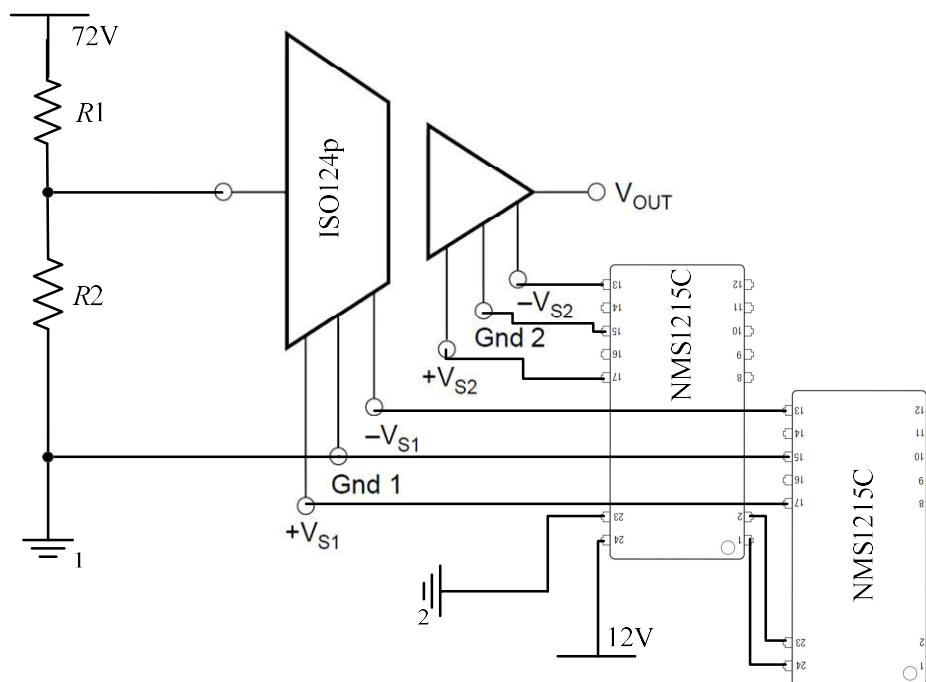 72V
R1
R2
ISO124p
V_OUT
–V_S2
Gnd 2
+V_S2
NMS1215C
13
14
15
16
17
23
24
12
11
10
9
8
2
1
–V_S1
Gnd 1
+V_S1
1
2
12V
NMS1215C
13
14
15
16
17
23
24
12
11
10
9
8
2
1